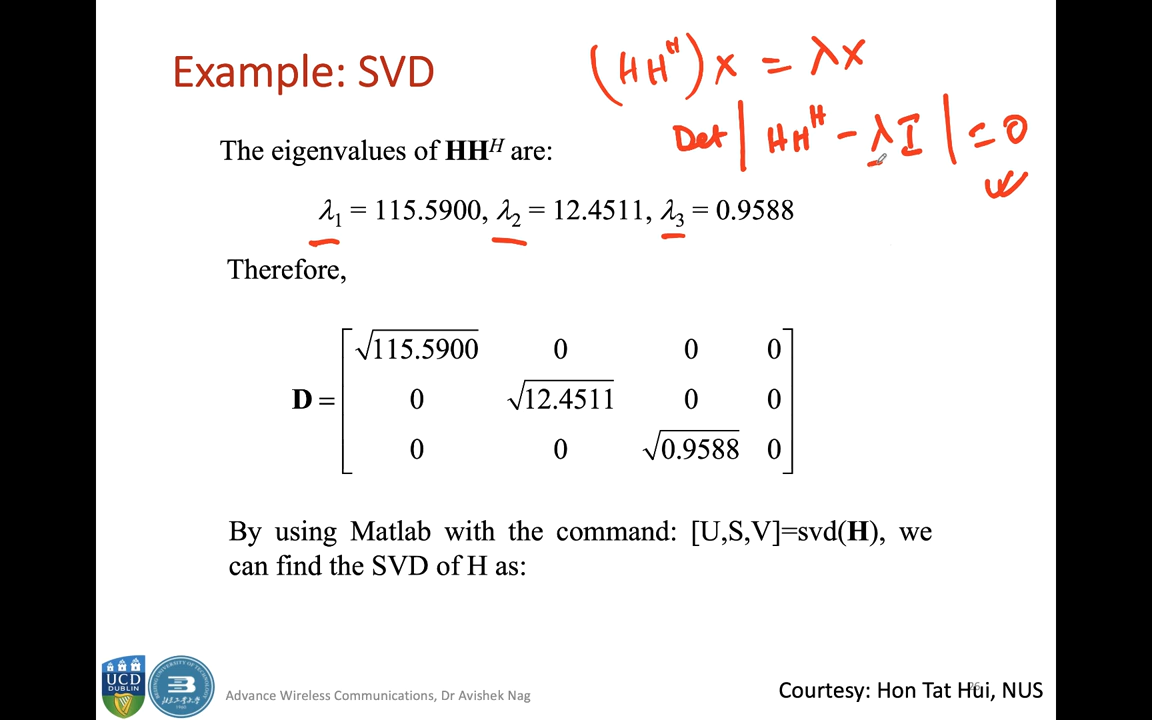 Example: SVD
(HH^H)x = λx
Det | HH^H - λI | = 0
The eigenvalues of HH^H are:
λ1 = 115.5900, λ2 = 12.4511, λ3 = 0.9588
Therefore,
√115.5900 0 0 0
D = 0 √12.4511 0 0
0 0 √0.9588 0
By using Matlab with the command: [U,S,V]=svd(H), we
can find the SVD of H as:
UCD
DUBLIN
Advance Wireless Communications, Dr Avishek Nag
Courtesy: Hon Tat Hui, NUS